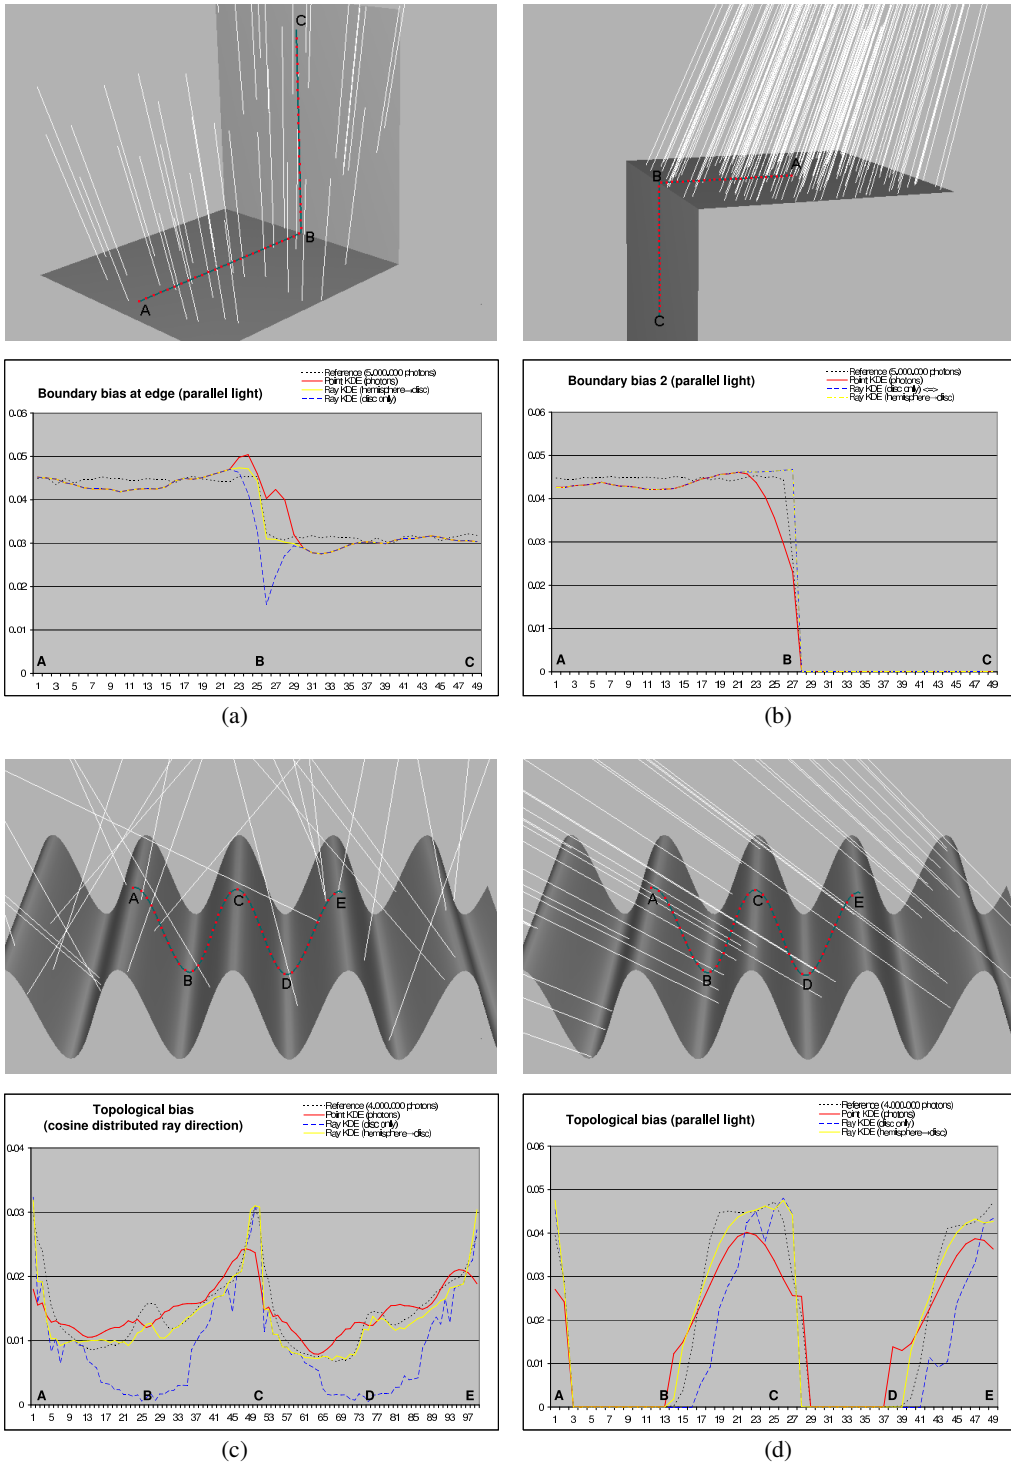 C
B
A
A
B
C
Boundary bias at edge (parallel light)
Reference (5.000.000 photons)
Point KDE (photons)
Ray KDE (hemisphere→disc)
Ray KDE (disc only)
0.06
0.05
0.04
0.03
0.02
0.01
0
A B C
1 3 5 7 9 11 13 15 17 19 21 23 25 27 29 31 33 35 37 39 41 43 45 47 49
(a)
Boundary bias 2 (parallel light)
Reference (5.000.000 photons)
Point KDE (photons)
Ray KDE (disc only) <=>
Ray KDE (hemisphere→disc)
0.06
0.05
0.04
0.03
0.02
0.01
0
A B C
1 3 5 7 9 11 13 15 17 19 21 23 25 27 29 31 33 35 37 39 41 43 45 47 49
(b)
A C E
B D
A C E
B D
Topological bias
(cosine distributed ray direction)
Reference (4.000.000 photons)
Point KDE (photons)
Ray KDE (disc only)
Ray KDE (hemisphere→disc)
0.04
0.03
0.02
0.01
0
A B C D E
1 5 9 13 17 21 25 29 33 37 41 45 49 53 57 61 65 69 73 77 81 85 89 93 97
(c)
Topological bias (parallel light)
Reference (4.000.000 photons)
Point KDE (photons)
Ray KDE (disc only)
Ray KDE (hemisphere→disc)
0.06
0.05
0.04
0.03
0.02
0.01
0
A B C D E
1 3 5 7 9 11 13 15 17 19 21 23 25 27 29 31 33 35 37 39 41 43 45 47 49
(d)